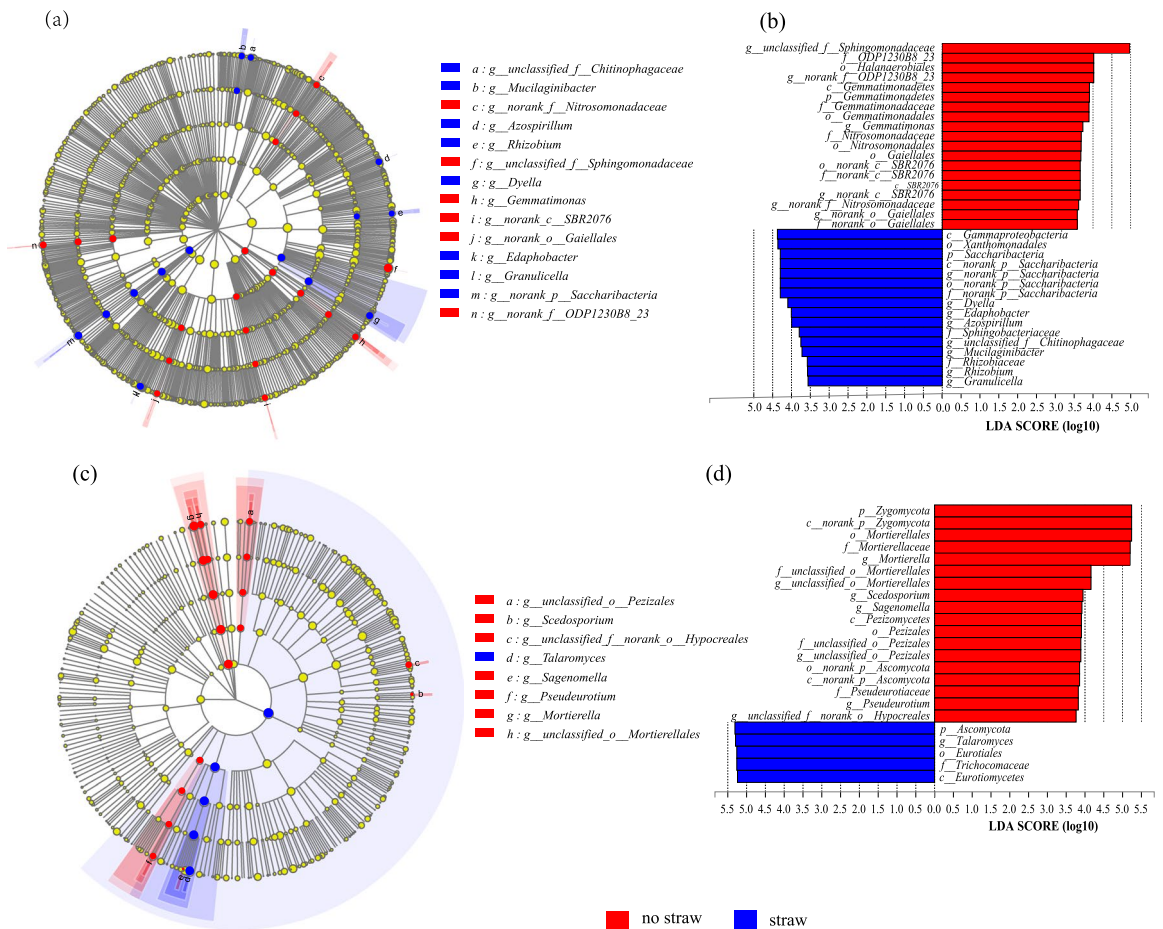 (a)
b
a
c
d
e
n
f
g
m
h
k
j
i
a : g__unclassified_f__Chitinophagaceae
b : g__Mucilaginibacter
c : g__norank_f__Nitrosomonadaceae
d : g__Azospirillum
e : g__Rhizobium
f : g__unclassified_f__Sphingomonadaceae
g : g__Dyella
h : g__Gemmatimonas
i : g__norank_c__SBR2076
j : g__norank_o__Gaiellales
k : g__Edaphobacter
l : g__Granulicella
m : g__norank_p__Saccharibacteria
n : g__norank_f__ODP1230B8_23
(b)
g__unclassified_f__Sphingomonadaceae
f__ODP1230B8_23
o__Halanaerobiales
g__norank_f__ODP1230B8_23
c__Gemmatimonadetes
p__Gemmatimonadetes
f__Gemmatimonadaceae
o__Gemmatimonadales
g__Gemmatimonas
f__Nitrosomonadaceae
o__Nitrosomonadales
o__Gaiellales
o__norank_c__SBR2076
f__norank_c__SBR2076
c__SBR2076
g__norank_c__SBR2076
g__norank_f__Nitrosomonadaceae
g__norank_o__Gaiellales
f__norank_o__Gaiellales
c__Gammaproteobacteria
o__Xanthomonadales
p__Saccharibacteria
c__norank_p__Saccharibacteria
g__norank_p__Saccharibacteria
o__norank_p__Saccharibacteria
f__norank_p__Saccharibacteria
g__Dyella
g__Edaphobacter
g__Azospirillum
f__Sphingobacteriaceae
g__unclassified_f__Chitinophagaceae
g__Mucilaginibacter
f__Rhizobiaceae
g__Rhizobium
g__Granulicella
5.0 4.5 4.0 3.5 3.0 2.5 2.0 1.5 1.0 0.5 0.0 0.5 1.0 1.5 2.0 2.5 3.0 3.5 4.0 4.5 5.0
LDA SCORE (log10)
(c)
g
h
a
c
b
f
e
d
a : g__unclassified_o__Pezizales
b : g__Scedosporium
c : g__unclassified_f__norank_o__Hypocreales
d : g__Talaromyces
e : g__Sagenomella
f : g__Pseudeurotium
g : g__Mortierella
h : g__unclassified_o__Mortierellales
(d)
p__Zygomycota
c__norank_p__Zygomycota
o__Mortierellales
f__Mortierellaceae
g__Mortierella
f__unclassified_o__Mortierellales
g__unclassified_o__Mortierellales
g__Scedosporium
g__Sagenomella
c__Pezizomycetes
o__Pezizales
f__unclassified_o__Pezizales
g__unclassified_o__Pezizales
o__norank_p__Ascomycota
c__norank_p__Ascomycota
f__Pseudeurotiaceae
g__Pseudeurotium
g__unclassified_f__norank_o__Hypocreales
p__Ascomycota
g__Talaromyces
o__Eurotiales
f__Trichocomaceae
c__Eurotiomycetes
5.5 5.0 4.5 4.0 3.5 3.0 2.5 2.0 1.5 1.0 0.5 0.0 0.5 1.0 1.5 2.0 2.5 3.0 3.5 4.0 4.5 5.0 5.5
LDA SCORE (log10)
no straw
straw